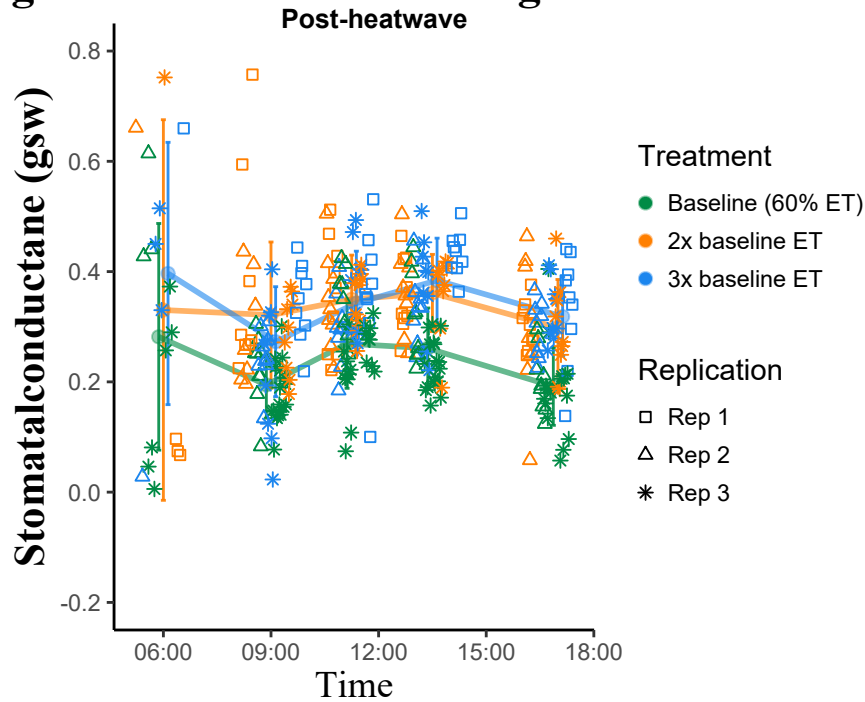 Post-heatwave
Stomatalconductane (gsw)
0.8
0.6
0.4
0.2
0.0
-0.2
06:00 09:00 12:00 15:00 18:00
Time
Treatment
Baseline (60% ET)
2x baseline ET
3x baseline ET
Replication
Rep 1
Rep 2
Rep 3